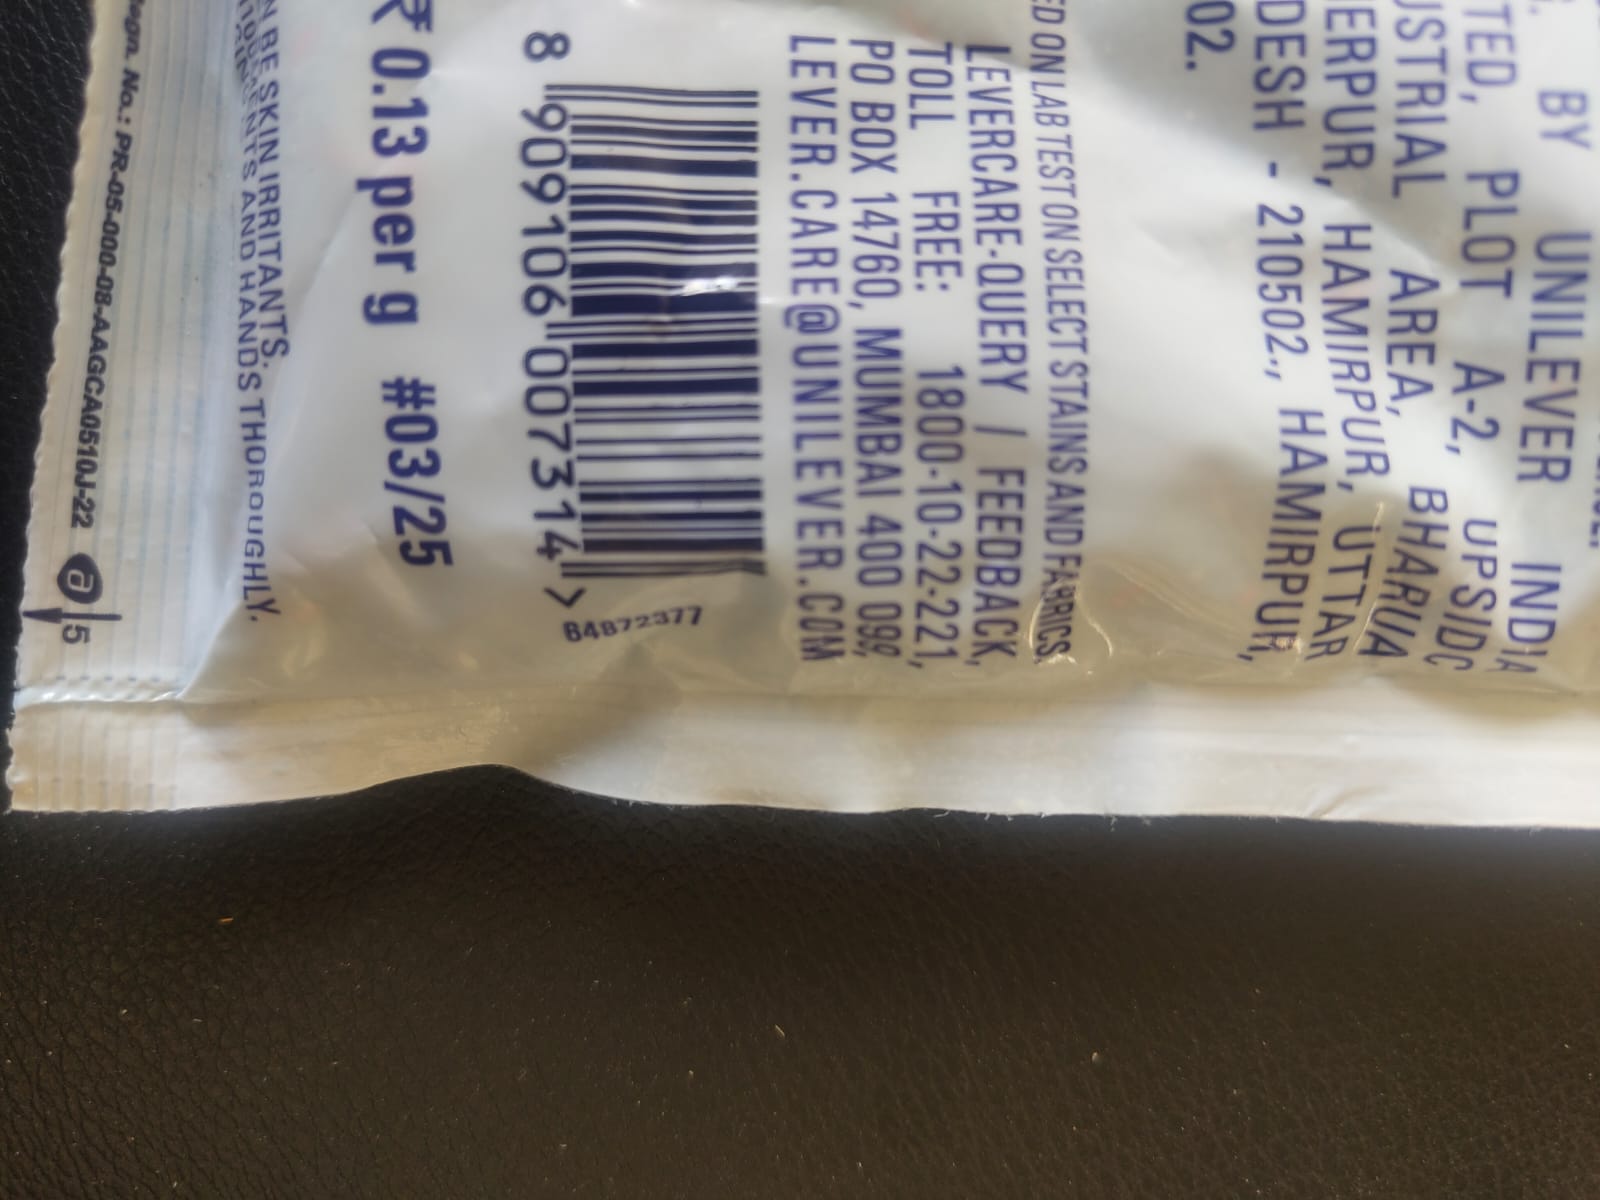 BY UNILEVER INDIA
TED, PLOT A-2, UPSIDC
USTRIAL AREA, BHARUA
ERPUR, HAMIRPUR, UTTAR
DESH - 210502., HAMIRPUR,
02.
ED ON LAB TEST ON SELECT STAINS AND FABRICS.
LEVERCARE-QUERY / FEEDBACK,
TOLL FREE: 1800-10-22-221,
PO BOX 14760, MUMBAI 400 099,
LEVER.CARE@UNILEVER.COM
8 909106 007314 >
64872377
₹ 0.13 per g #03/25
N BE SKIN IRRITANTS.
AND HANDS THOROUGHLY.
No.: PR-05-000-08-AAGCA0510J-22 a 5